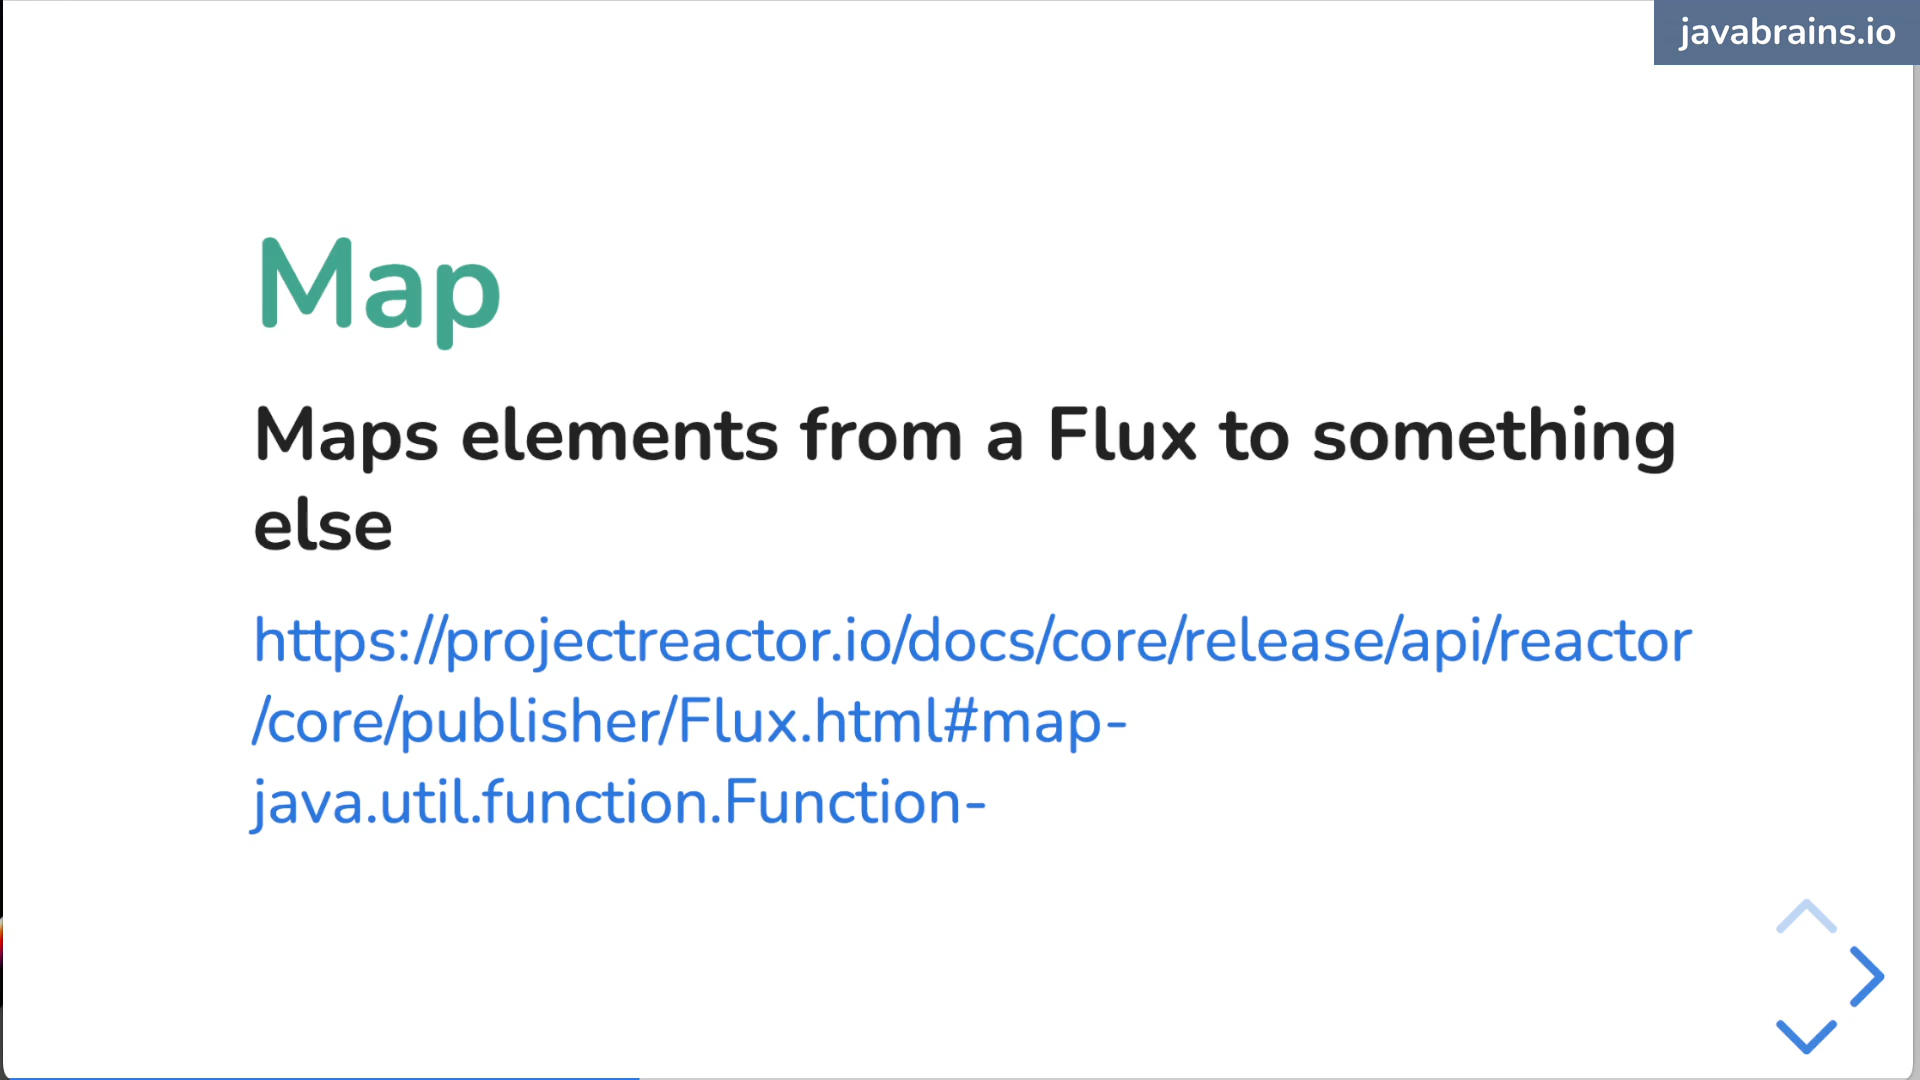 javabrains.io
Map
Maps elements from a Flux to something
else
https://projectreactor.io/docs/core/release/api/reactor
/core/publisher/Flux.html#map-
java.util.function.Function-